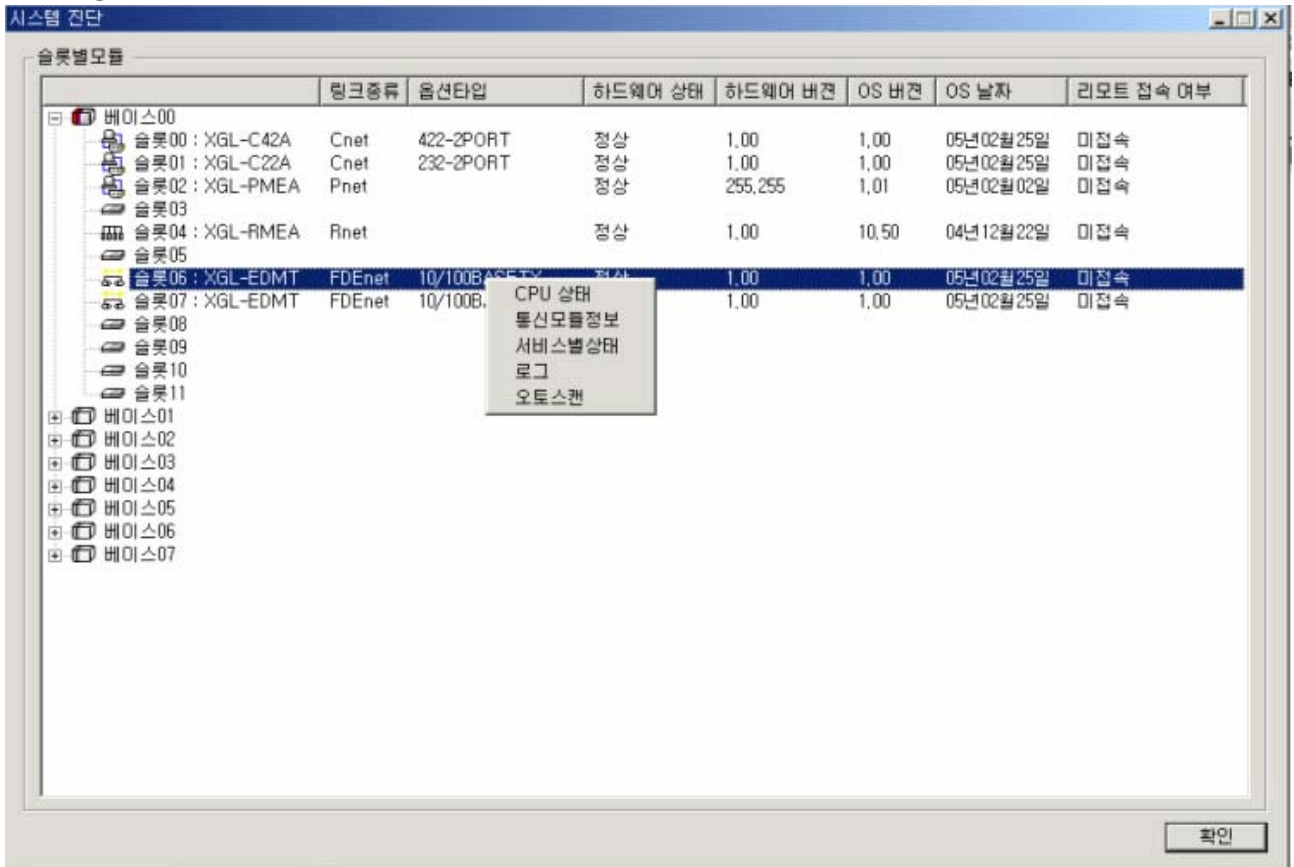 시스템 진단
슬롯별모듈
링크종류 옵션타입 하드웨어 상태 하드웨어 버젼 OS 버젼 OS 날짜 리모트 접속 여부
베이스00
슬롯00 : XGL-C42A Cnet 422-2PORT 정상 1,00 1,00 05년02월25일 미접속
슬롯01 : XGL-C22A Cnet 232-2PORT 정상 1,00 1,00 05년02월25일 미접속
슬롯02 : XGL-PMEA Pnet 정상 255,255 1,01 05년02월02일 미접속
슬롯03
슬롯04 : XGL-RMEA Rnet 정상 1,00 10,50 04년12월22일 미접속
슬롯05
슬롯06 : XGL-EDMT FDEnet 10/100BASETX 정상 1,00 1,00 05년02월25일 미접속
슬롯07 : XGL-EDMT FDEnet 10/100B 1,00 1,00 05년02월25일 미접속
CPU 상태
통신모듈정보
서비스별상태
로그
오토스캔
슬롯08
슬롯09
슬롯10
슬롯11
베이스01
베이스02
베이스03
베이스04
베이스05
베이스06
베이스07
확인